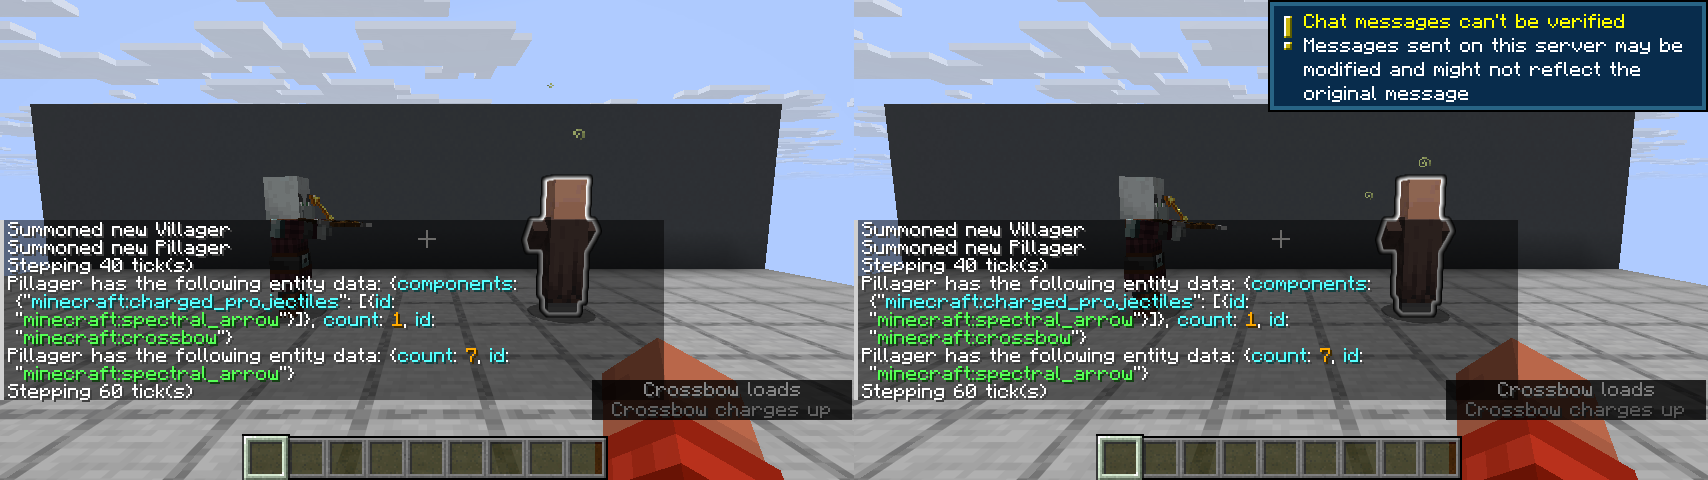 Summoned new Villager
Summoned new Pillager
Stepping 40 tick(s)
Pillager has the following entity data: {components:
{"minecraft:charged_projectiles": [{id:
"minecraft:spectral_arrow"}]}, count: 1, id:
"minecraft:crossbow"}
Pillager has the following entity data: {count: 7, id:
"minecraft:spectral_arrow"}
Stepping 60 tick(s)
Crossbow loads
Crossbow charges up
Chat messages can't be verified
Messages sent on this server may be
modified and might not reflect the
original message
Summoned new Villager
Summoned new Pillager
Stepping 40 tick(s)
Pillager has the following entity data: {components:
{"minecraft:charged_projectiles": [{id:
"minecraft:spectral_arrow"}]}, count: 1, id:
"minecraft:crossbow"}
Pillager has the following entity data: {count: 7, id:
"minecraft:spectral_arrow"}
Stepping 60 tick(s)
Crossbow loads
Crossbow charges up